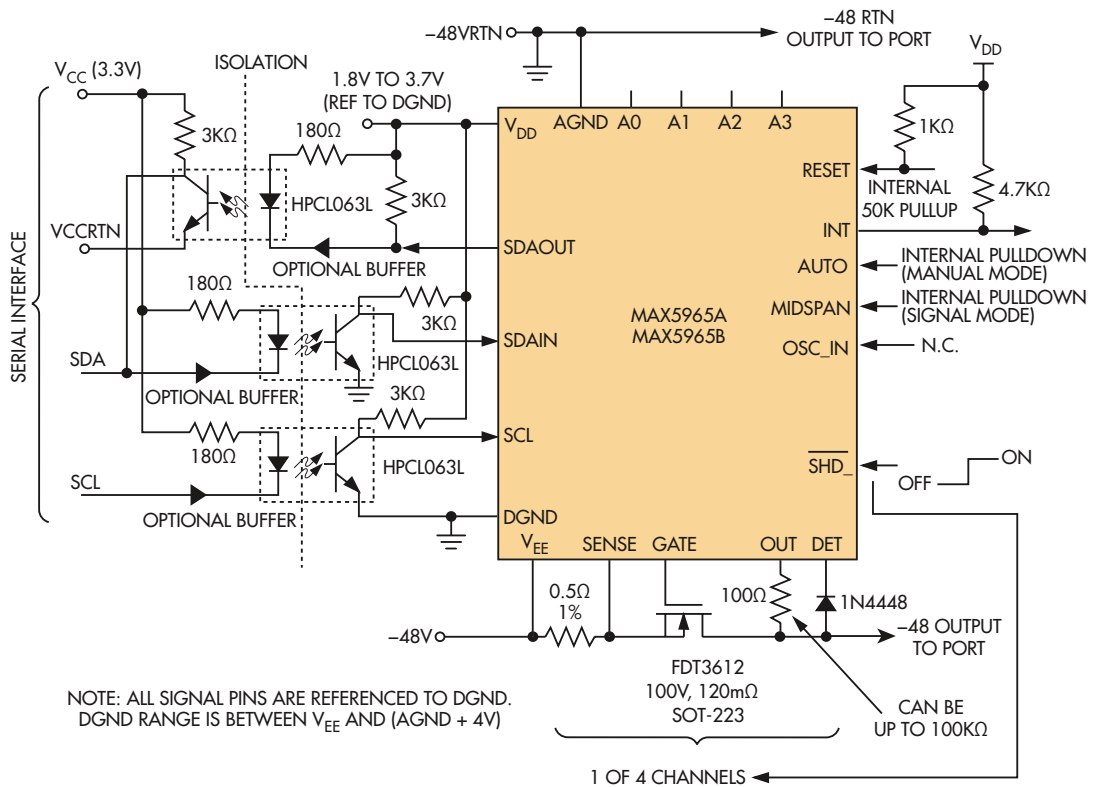 –48VRTN
–48 RTN
OUTPUT TO PORT
V_DD
ISOLATION
V_CC (3.3V)
1.8V TO 3.7V
(REF TO DGND)
3KΩ
180Ω
V_DD
AGND
A0
A1
A2
A3
1KΩ
RESET
INTERNAL
50K PULLUP
4.7KΩ
HPCL063L
3KΩ
VCCRTN
SDAOUT
INT
OPTIONAL BUFFER
AUTO
INTERNAL PULLDOWN
(MANUAL MODE)
180Ω
3KΩ
MAX5965A
MAX5965B
MIDSPAN
INTERNAL PULLDOWN
(SIGNAL MODE)
SERIAL INTERFACE
SDAIN
OSC_IN
N.C.
SDA
HPCL063L
OPTIONAL BUFFER
3KΩ
180Ω
SCL
HPCL063L
SHD_
OFF
ON
SCL
OPTIONAL BUFFER
DGND
V_EE
SENSE
GATE
OUT
DET
0.5Ω
1%
100Ω
1N4448
–48V
–48 OUTPUT
TO PORT
FDT3612
100V, 120mΩ
SOT-223
NOTE: ALL SIGNAL PINS ARE REFERENCED TO DGND.
DGND RANGE IS BETWEEN V_EE AND (AGND + 4V)
CAN BE
UP TO 100KΩ
1 OF 4 CHANNELS